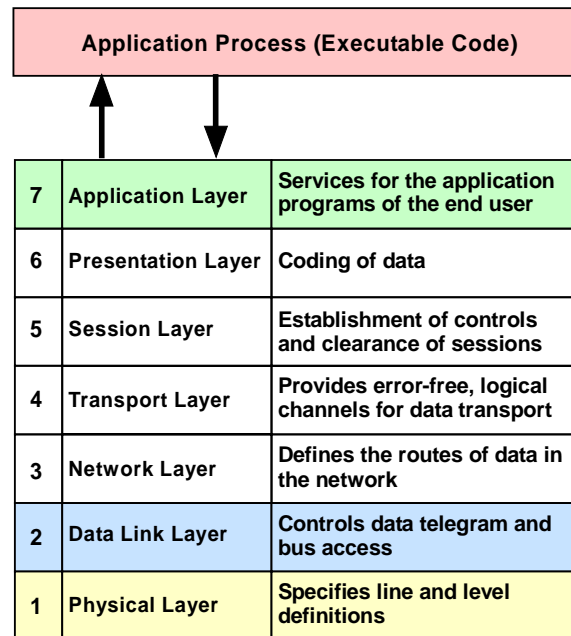 Application Process (Executable Code)
7 Application Layer Services for the application
programs of the end user
6 Presentation Layer Coding of data
5 Session Layer Establishment of controls
and clearance of sessions
4 Transport Layer Provides error-free, logical
channels for data transport
3 Network Layer Defines the routes of data in
the network
2 Data Link Layer Controls data telegram and
bus access
1 Physical Layer Specifies line and level
definitions